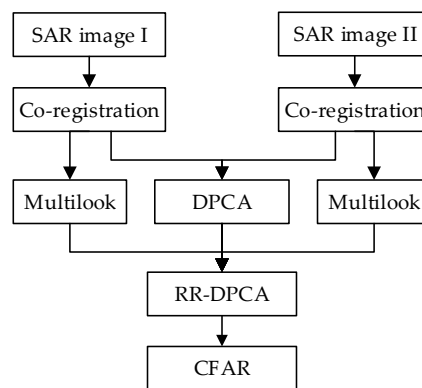 SAR image I
SAR image II
Co-registration
Co-registration
Multilook
DPCA
Multilook
RR-DPCA
CFAR